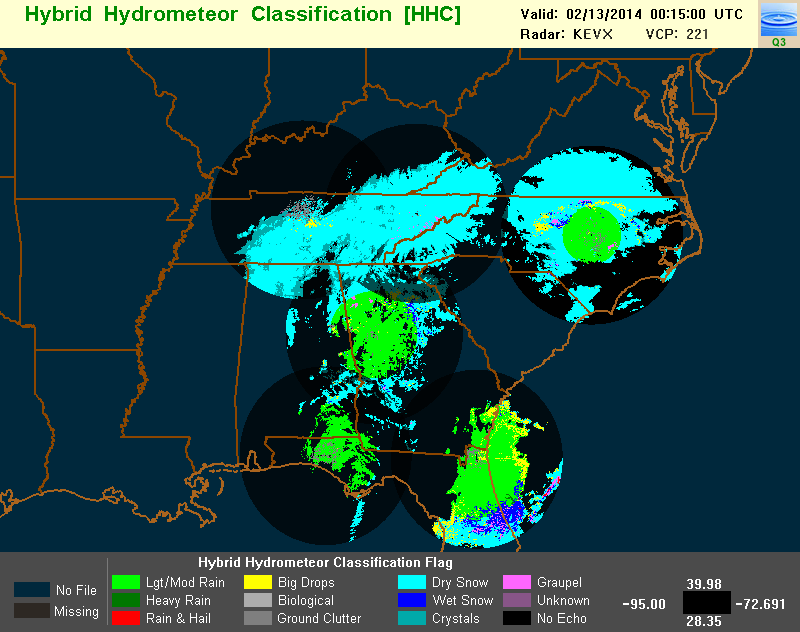 Hybrid Hydrometeor Classification [HHC]
Valid: 02/13/2014 00:15:00 UTC
Radar: KEVX VCP: 221
Q3
Hybrid Hydrometeor Classification Flag
No File
Missing
Lgt/Mod Rain
Heavy Rain
Rain & Hail
Big Drops
Biological
Ground Clutter
Dry Snow
Wet Snow
Crystals
Graupel
Unknown
No Echo
39.98
-95.00
-72.691
28.35